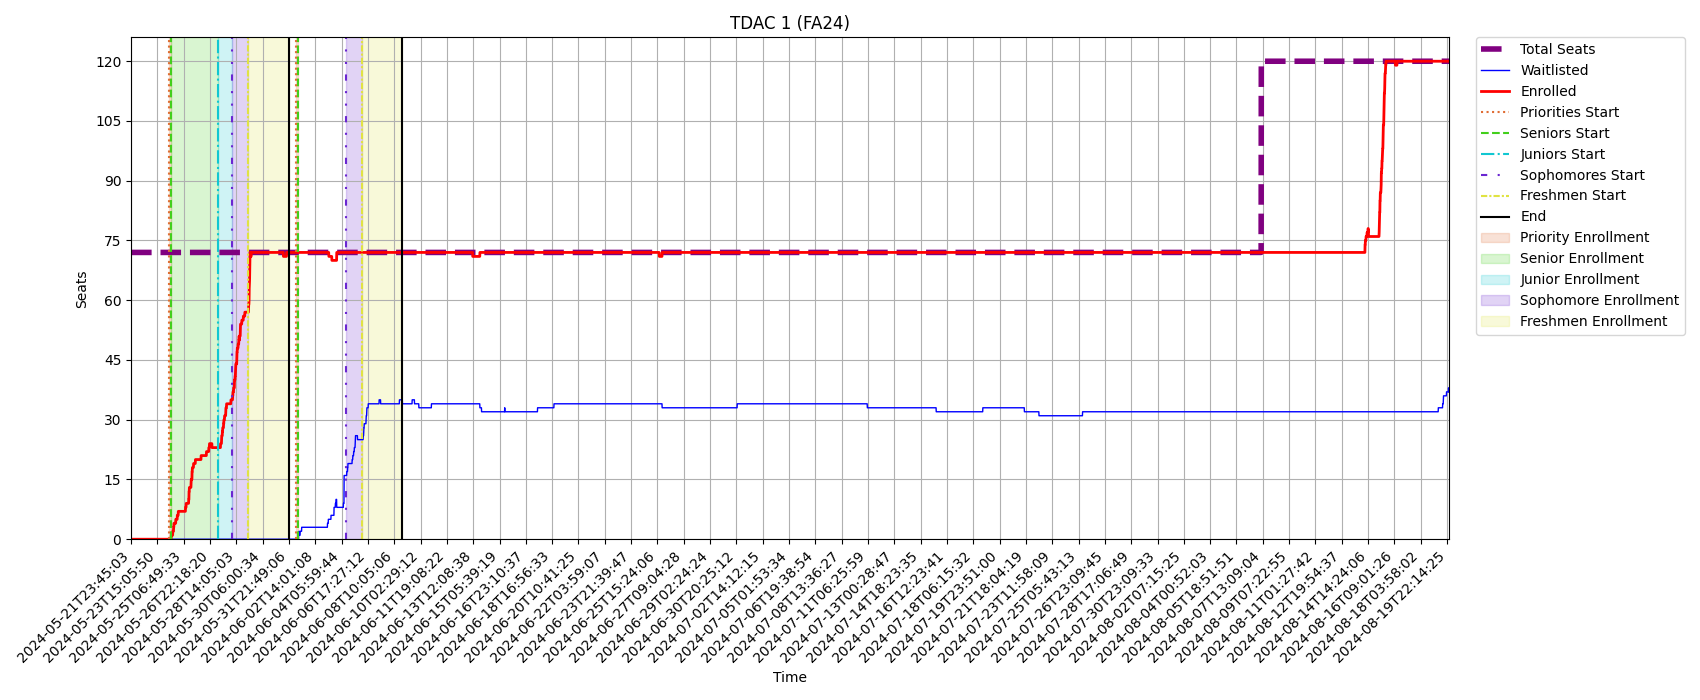 TDAC 1 (FA24)
Seats
120
105
90
75
60
45
30
15
0
2024-05-21T23:45:03
2024-05-23T15:05:50
2024-05-25T06:49:33
2024-05-26T22:18:20
2024-05-28T14:05:03
2024-05-30T06:00:34
2024-05-31T21:49:06
2024-06-02T14:01:08
2024-06-04T05:59:44
2024-06-06T17:27:12
2024-06-08T10:05:06
2024-06-10T02:29:12
2024-06-11T19:08:22
2024-06-13T12:08:38
2024-06-15T05:39:19
2024-06-16T23:10:37
2024-06-18T16:56:33
2024-06-20T10:41:25
2024-06-22T03:59:07
2024-06-23T21:39:47
2024-06-25T15:24:06
2024-06-27T09:04:28
2024-06-29T02:24:24
2024-06-30T20:25:12
2024-07-02T14:12:15
2024-07-05T01:53:34
2024-07-06T19:38:54
2024-07-08T13:36:27
2024-07-11T06:25:59
2024-07-13T00:28:47
2024-07-14T18:23:35
2024-07-16T12:23:41
2024-07-18T06:15:32
2024-07-19T23:51:00
2024-07-21T18:04:19
2024-07-23T11:58:09
2024-07-25T05:43:13
2024-07-26T23:09:45
2024-07-28T17:06:49
2024-07-30T23:09:33
2024-08-02T07:15:25
2024-08-04T00:52:03
2024-08-05T18:51:51
2024-08-07T13:09:04
2024-08-09T07:22:55
2024-08-11T01:27:42
2024-08-12T19:54:37
2024-08-14T14:24:06
2024-08-16T09:01:26
2024-08-18T03:58:02
2024-08-19T22:14:25
Time
Total Seats
Waitlisted
Enrolled
Priorities Start
Seniors Start
Juniors Start
Sophomores Start
Freshmen Start
End
Priority Enrollment
Senior Enrollment
Junior Enrollment
Sophomore Enrollment
Freshmen Enrollment